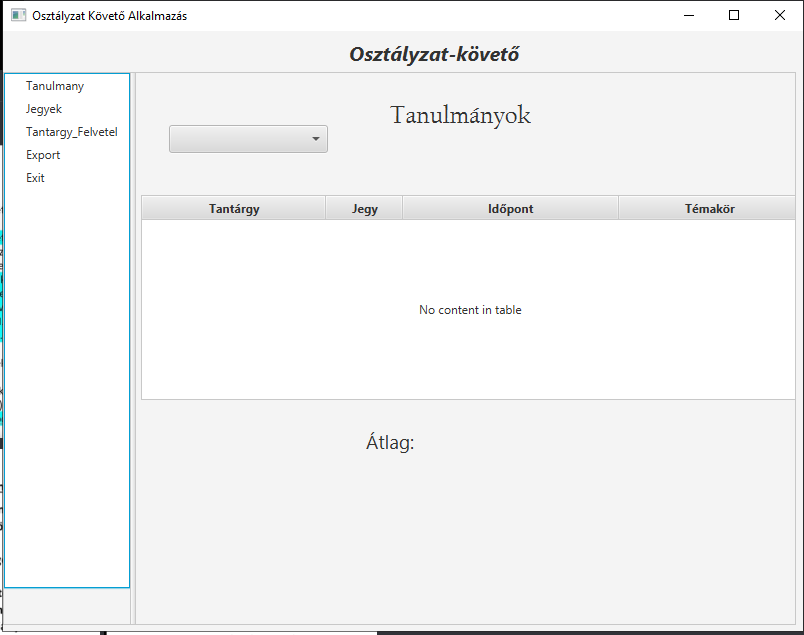 Osztályzat Követő Alkalmazás
Osztályzat-követő
Tanulmany
Jegyek
Tantargy_Felvetel
Export
Exit
Tanulmányok
Tantárgy Jegy Időpont Témakör
No content in table
Átlag: